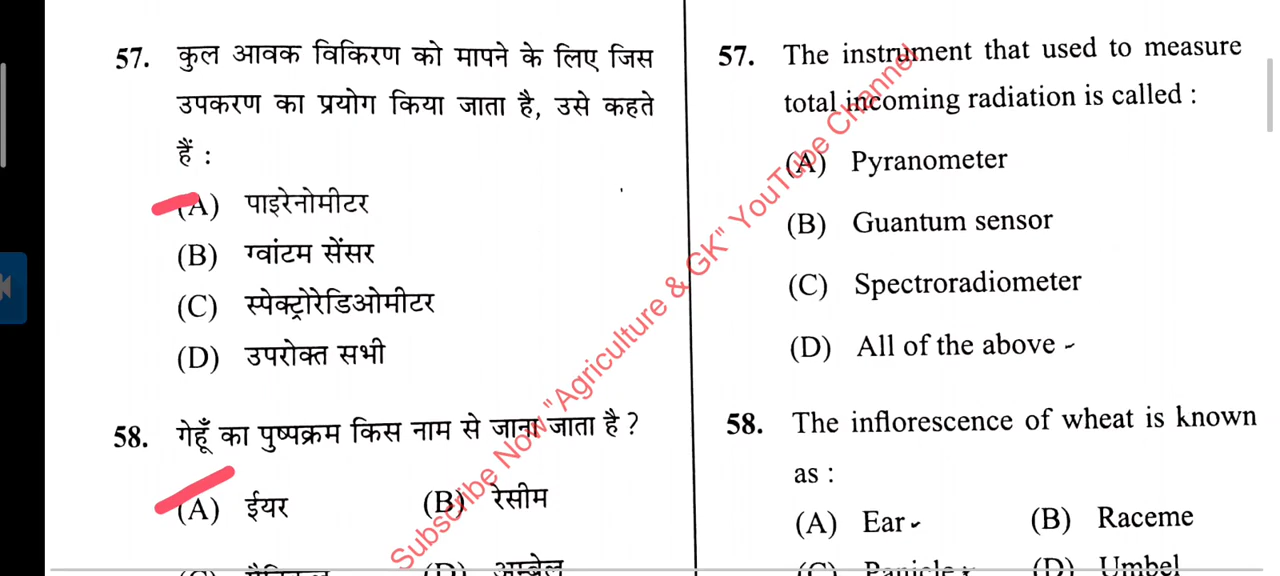 57. कुल आवक विकिरण को मापने के लिए जिस
उपकरण का प्रयोग किया जाता है, उसे कहते
हैं :
(A) पाइरेनोमीटर
(B) ग्वांटम सेंसर
(C) स्पेक्ट्रोरेडिओमीटर
(D) उपरोक्त सभी
58. गेहूँ का पुष्पक्रम किस नाम से जाना जाता है ?
(A) ईयर (B) रेसीम
(D) अम्बेल
57. The instrument that used to measure
total incoming radiation is called :
(A) Pyranometer
(B) Guantum sensor
(C) Spectroradiometer
(D) All of the above
58. The inflorescence of wheat is known
as :
(A) Ear (B) Raceme
(C) Panicle (D) Umbel
Subscribe Now "Agriculture & GK" YouTube Channel